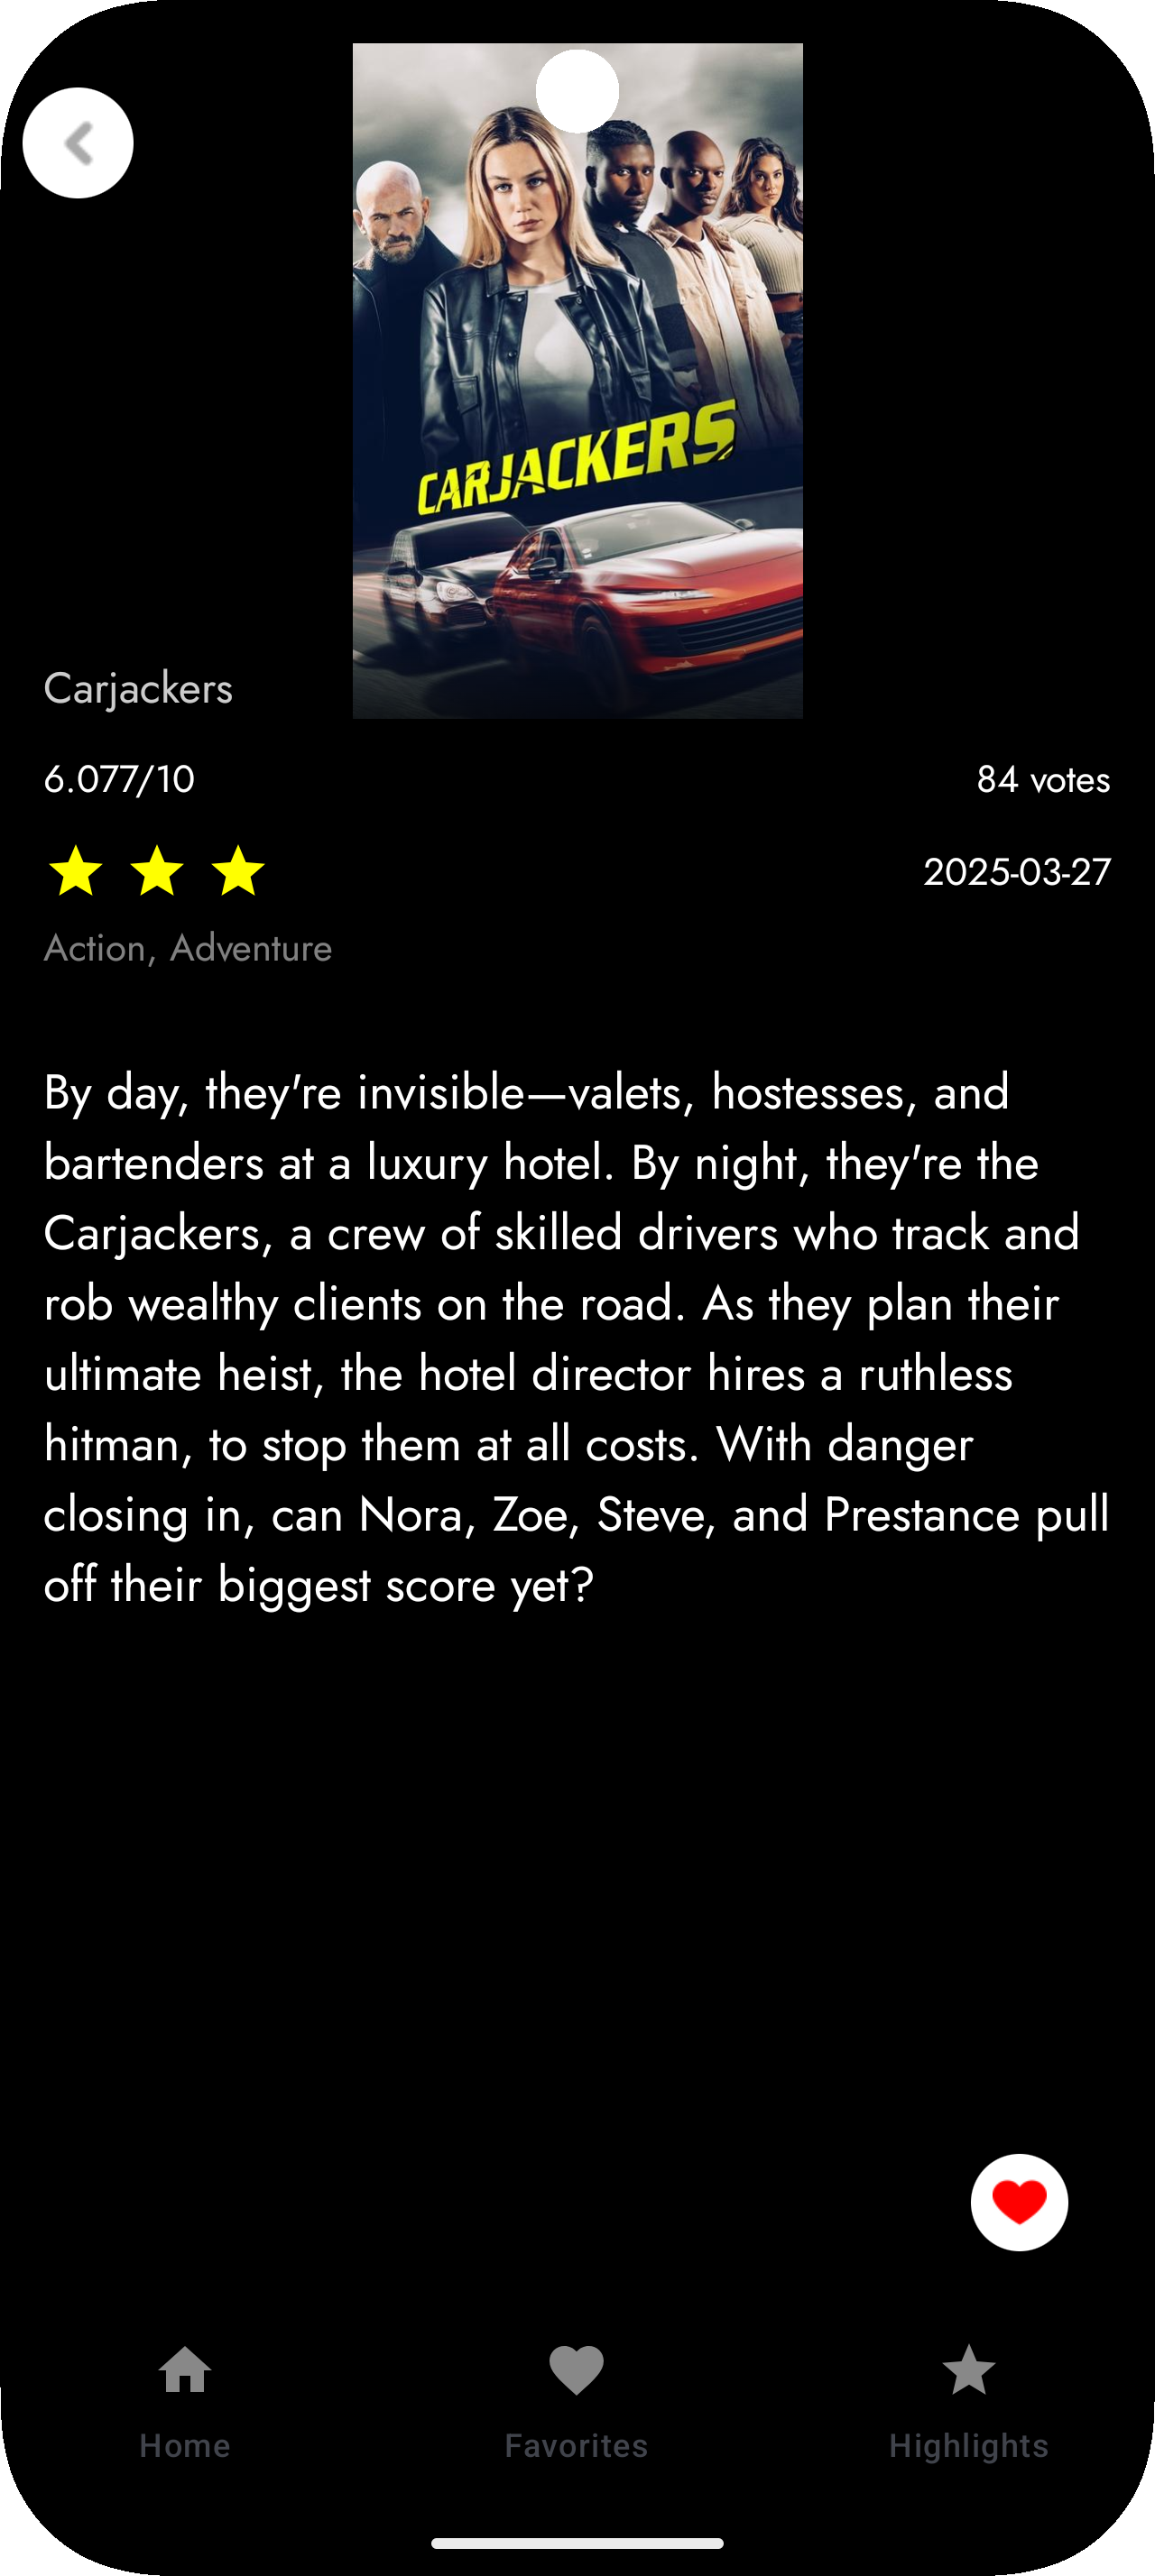 CARJACKERS
Carjackers
6.077/10
84 votes
2025-03-27
Action, Adventure
By day, they're invisible—valets, hostesses, and
bartenders at a luxury hotel. By night, they're the
Carjackers, a crew of skilled drivers who track and
rob wealthy clients on the road. As they plan their
ultimate heist, the hotel director hires a ruthless
hitman, to stop them at all costs. With danger
closing in, can Nora, Zoe, Steve, and Prestance pull
off their biggest score yet?
Home
Favorites
Highlights